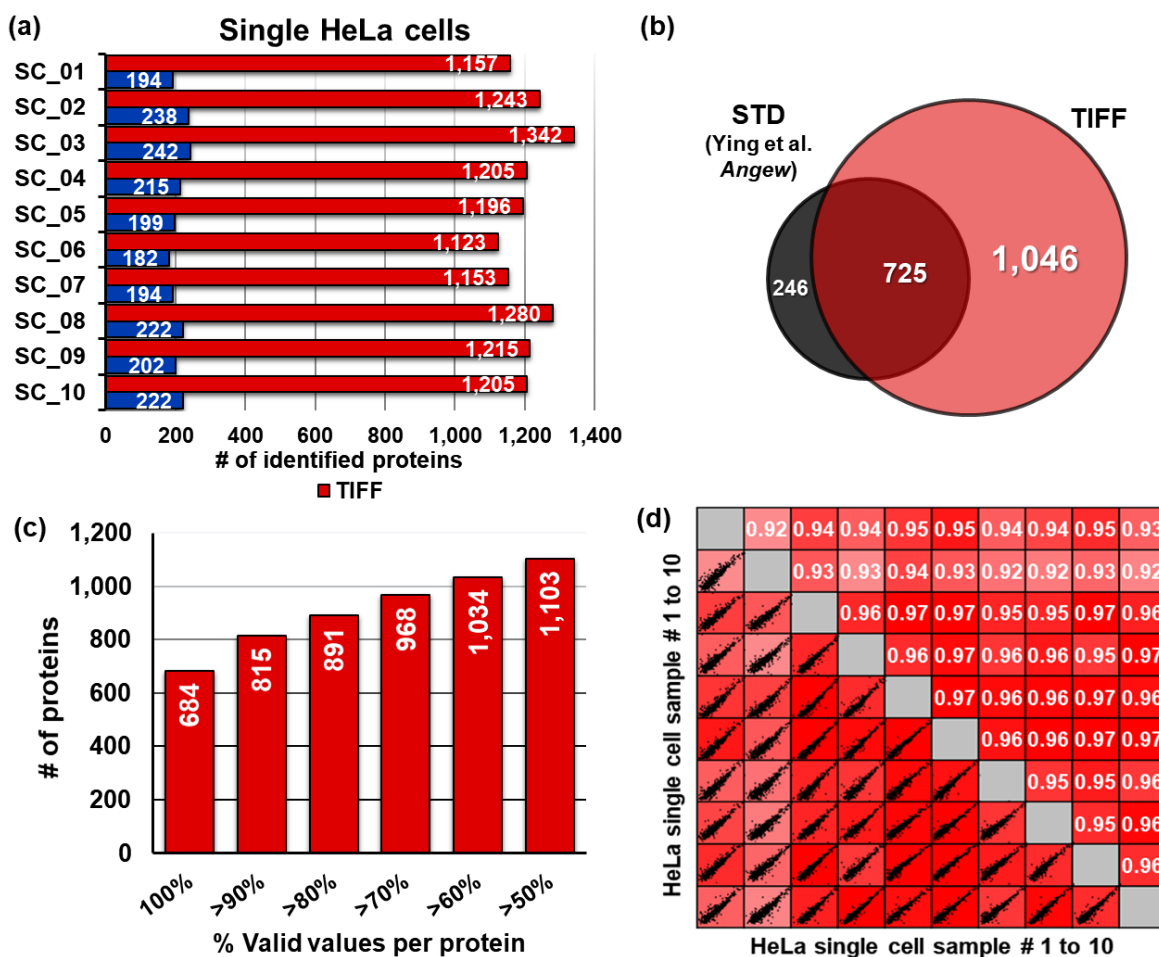 (a)
Single HeLa cells
SC_01
1,157
194
SC_02
1,243
238
SC_03
1,342
242
SC_04
1,205
215
SC_05
1,196
199
SC_06
1,123
182
SC_07
1,153
194
SC_08
1,280
222
SC_09
1,215
202
SC_10
1,205
222
0 200 400 600 800 1,000 1,200 1,400
# of identified proteins
TIFF
(b)
STD
(Ying et al.
Angew)
TIFF
246
725
1,046
(c)
1,200
1,000
800
600
400
200
0
# of proteins
684
815
891
968
1,034
1,103
100% >90% >80% >70% >60% >50%
% Valid values per protein
(d)
HeLa single cell sample # 1 to 10
0.92 0.94 0.94 0.95 0.95 0.94 0.94 0.95 0.93
0.93 0.93 0.94 0.93 0.92 0.92 0.93 0.92
0.96 0.97 0.97 0.95 0.95 0.97 0.96
0.96 0.97 0.96 0.96 0.95 0.97
0.97 0.96 0.96 0.97 0.96
0.96 0.96 0.97 0.97
0.95 0.95 0.96
0.95 0.96
0.96
HeLa single cell sample # 1 to 10